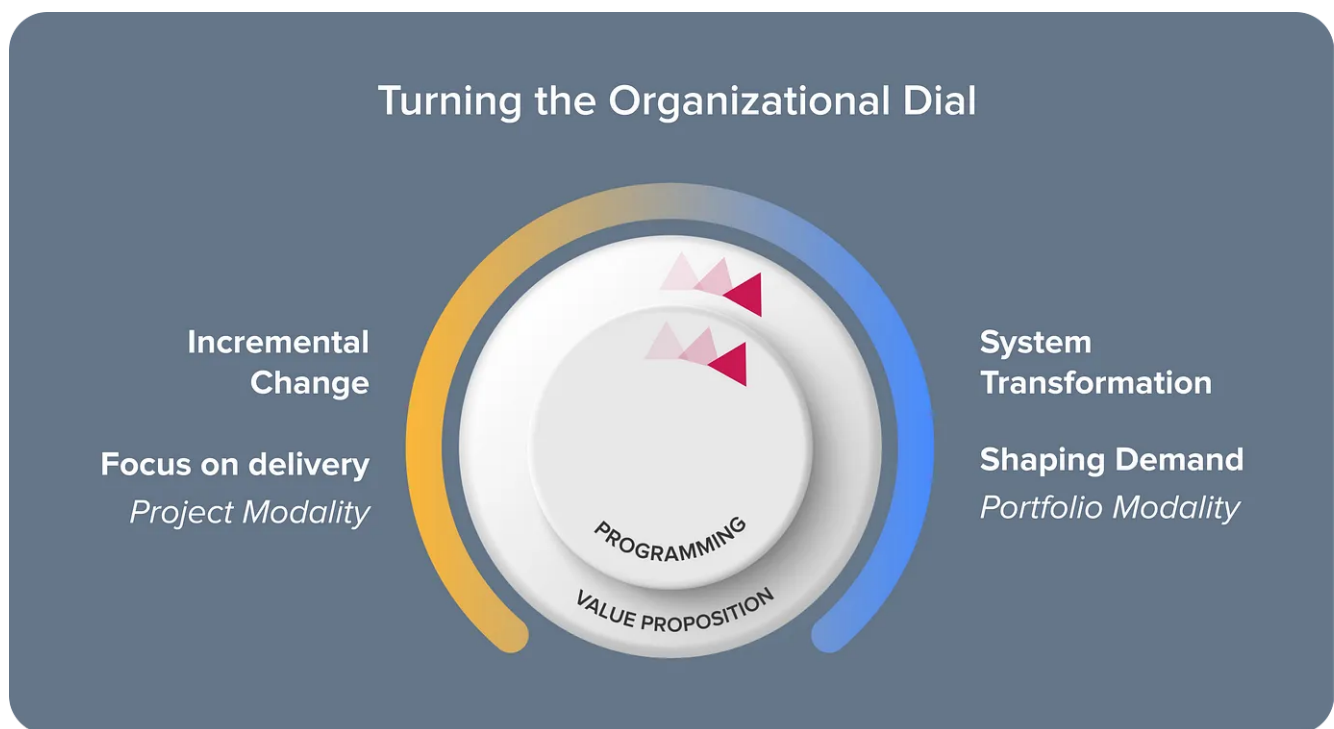 Turning the Organizational Dial
Incremental
Change
Focus on delivery
Project Modality
System
Transformation
Shaping Demand
Portfolio Modality
PROGRAMMING
VALUE PROPOSITION